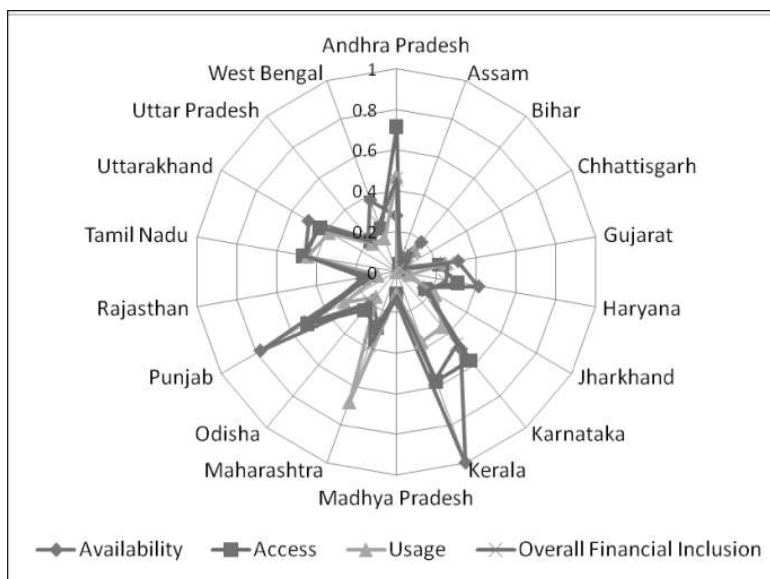 Andhra Pradesh
West Bengal
1
Assam
Uttar Pradesh
0.8
Bihar
Uttarakhand
0.6
Chhattisgarh
0.4
Tamil Nadu
0.2
Gujarat
0
Rajasthan
Haryana
Punjab
Jharkhand
Odisha
Karnataka
Maharashtra
Kerala
Madhya Pradesh
Availability Access Usage Overall Financial Inclusion